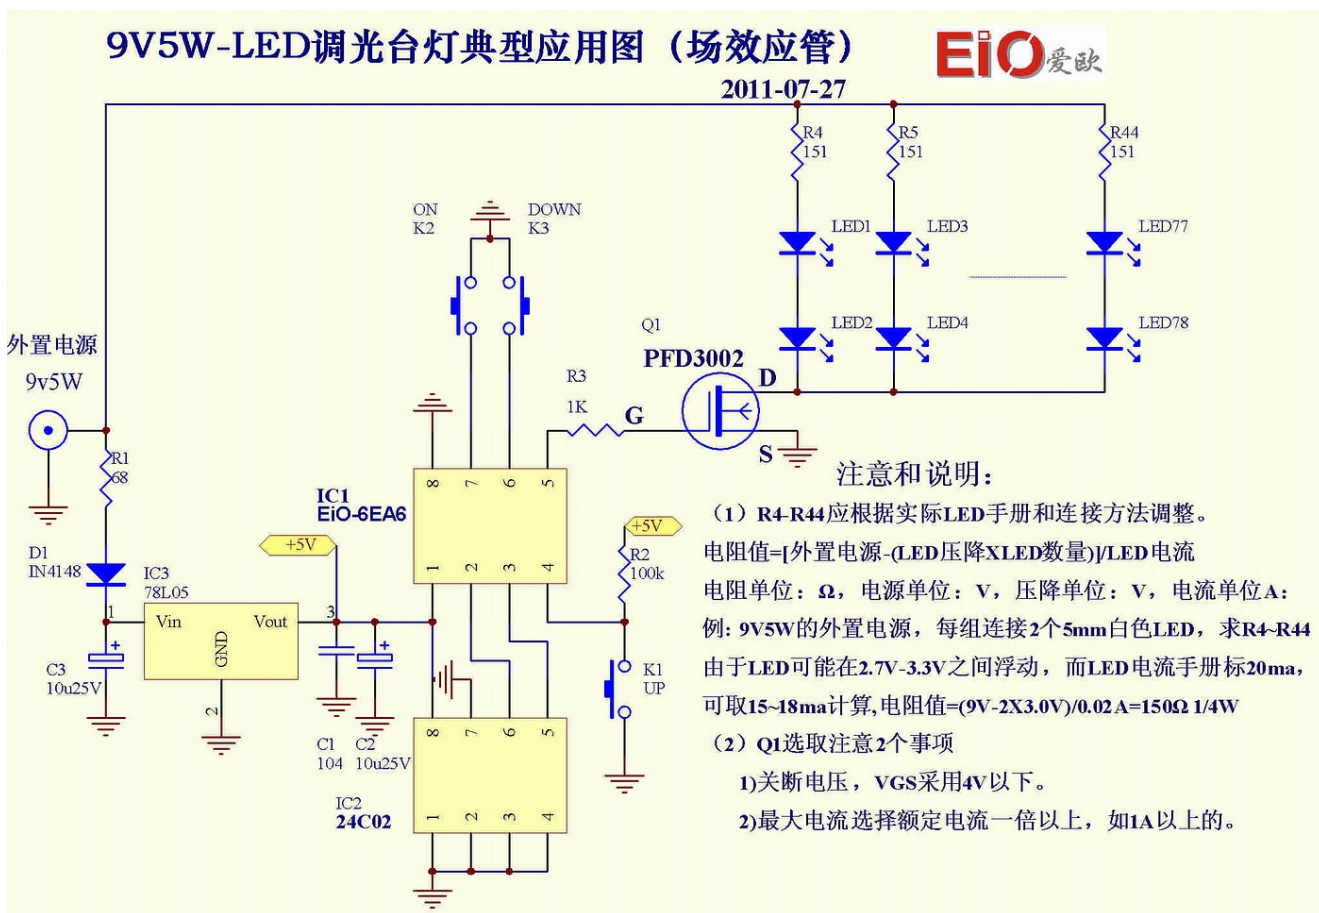 9V5W-LED调光台灯典型应用图（场效应管）
EiO爱欧
2011-07-27
R4
151
R5
151
R44
151
ON
K2
DOWN
K3
LED1
LED3
LED77
LED2
LED4
LED78
外置电源
9v5W
Q1
PFD3002
D
G
S
R3
1K
R1
68
IC1
EiO-6EA6
8
7
6
5
1
2
3
4
+5V
+5V
R2
100k
D1
IN4148
IC3
78L05
1
Vin
Vout
3
GND
2
C3
10u25V
C1
104
C2
10u25V
K1
UP
IC2
24C02
8
7
6
5
1
2
3
4
注意和说明：
（1）R4-R44应根据实际LED手册和连接方法调整。
电阻值=[外置电源-(LED压降XLED数量)]/LED电流
电阻单位：Ω，电源单位：V，压降单位：V，电流单位A：
例：9V5W的外置电源，每组连接2个5mm白色LED，求R4~R44
由于LED可能在2.7V-3.3V之间浮动，而LED电流手册标20ma，
可取15~18ma计算,电阻值=(9V-2X3.0V)/0.02A=150Ω 1/4W
（2）Q1选取注意2个事项
1)关断电压，VGS采用4V以下。
2)最大电流选择额定电流一倍以上，如1A以上的。